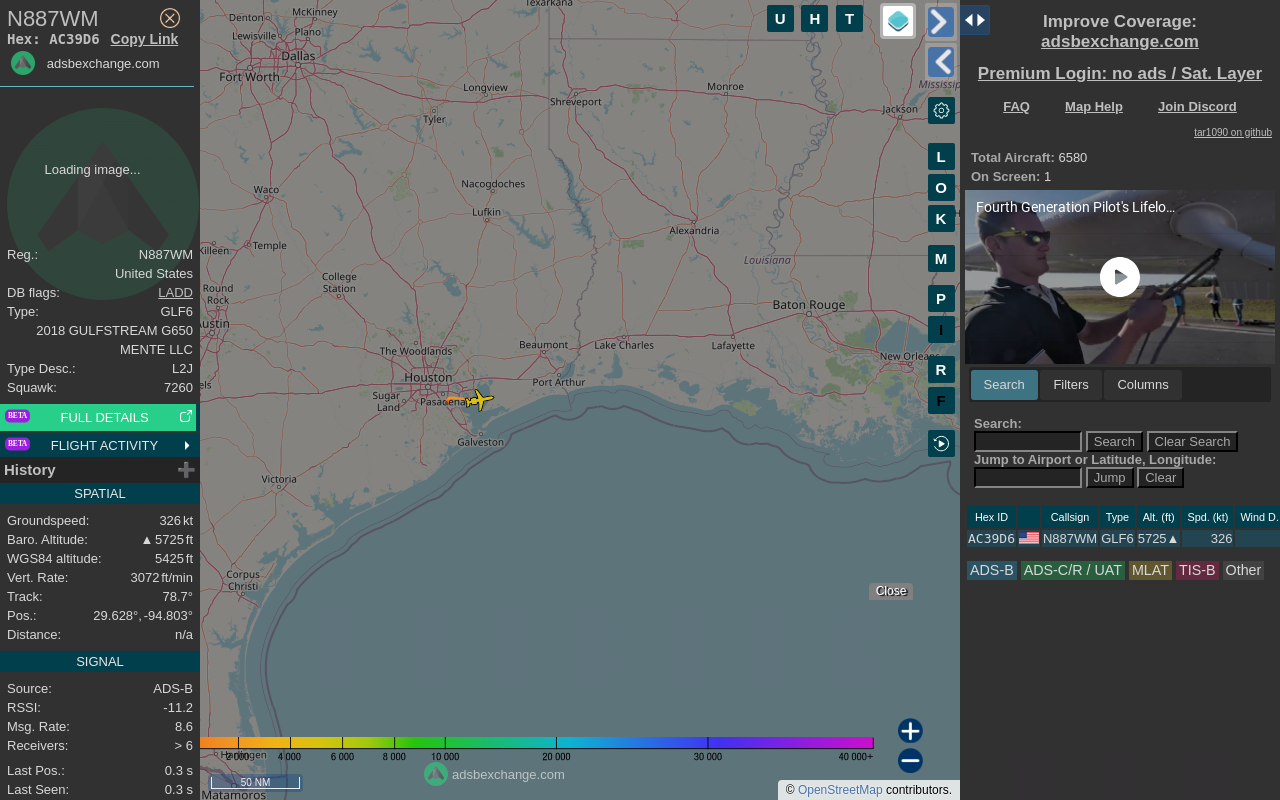 N887WM
Hex: AC39D6 Copy Link
adsbexchange.com
Loading image...
Reg.: N887WM
United States
DB flags: LADD
Type: GLF6
2018 GULFSTREAM G650
MENTE LLC
Type Desc.: L2J
Squawk: 7260
BETA FULL DETAILS
BETA FLIGHT ACTIVITY
History
SPATIAL
Groundspeed: 326 kt
Baro. Altitude: ▲ 5725 ft
WGS84 altitude: 5425 ft
Vert. Rate: 3072 ft/min
Track: 78.7°
Pos.: 29.628°, -94.803°
Distance: n/a
SIGNAL
Source: ADS-B
RSSI: -11.2
Msg. Rate: 8.6
Receivers: > 6
Last Pos.: 0.3 s
Last Seen: 0.3 s
Texarkana
McKinney
Denton
Lewisville
Plano
Dallas
Fort Worth
Longview
Monroe
Mississip
Shreveport
Tyler
Jackson
Waco
Nacogdoches
Lufkin
Alexandria
Temple
Killeen
Louisiana
College
Station
Round
Rock
Austin
Baton Rouge
The Woodlands
Beaumont
Lake Charles
Lafayette
New Orleans
Houston
Port Arthur
Sugar
Land
Pasadena
Galveston
els
Victoria
Corpus
Christi
Harlingen
Matamoros
U H T
L
O
K
M
P
I
R
F
Close
2 000 4 000 6 000 8 000 10 000 20 000 30 000 40 000+
adsbexchange.com
50 NM
© OpenStreetMap contributors.
Improve Coverage:
adsbexchange.com
Premium Login: no ads / Sat. Layer
FAQ Map Help Join Discord
tar1090 on github
Total Aircraft: 6580
On Screen: 1
Fourth Generation Pilot's Lifelo...
Search Filters Columns
Search:
Search Clear Search
Jump to Airport or Latitude, Longitude:
Jump Clear
Hex ID Callsign Type Alt. (ft) Spd. (kt) Wind D.
AC39D6 N887WM GLF6 5725▲ 326
ADS-B ADS-C/R / UAT MLAT TIS-B Other